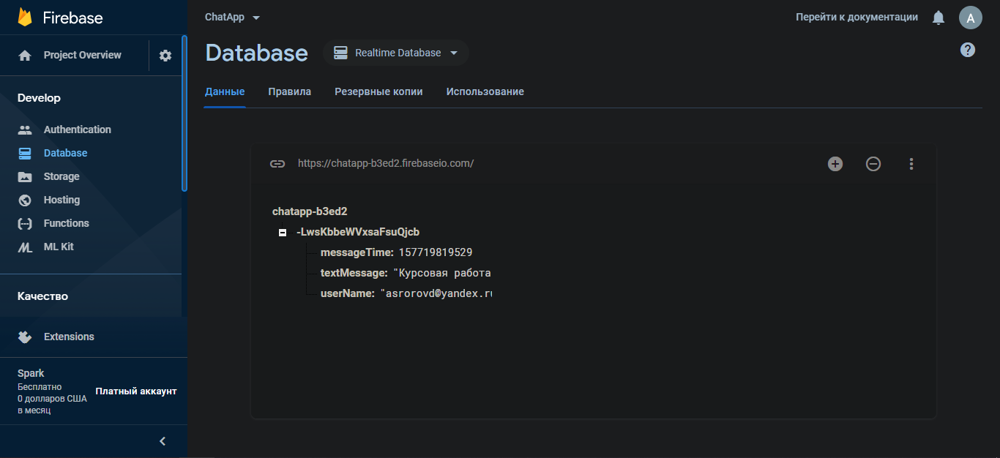 Firebase
Project Overview
Develop
Authentication
Database
Storage
Hosting
Functions
ML Kit
Качество
Extensions
Spark
Бесплатно
0 долларов США
в месяц
Платный аккаунт
ChatApp
Перейти к документации
A
Database
Realtime Database
?
Данные
Правила
Резервные копии
Использование
https://chatapp-b3ed2.firebaseio.com/
chatapp-b3ed2
-LwsKbbeWVxsaFsuQjcb
messageTime: 157719819529
textMessage: "Курсовая работа
userName: "asrorovd@yandex.ru